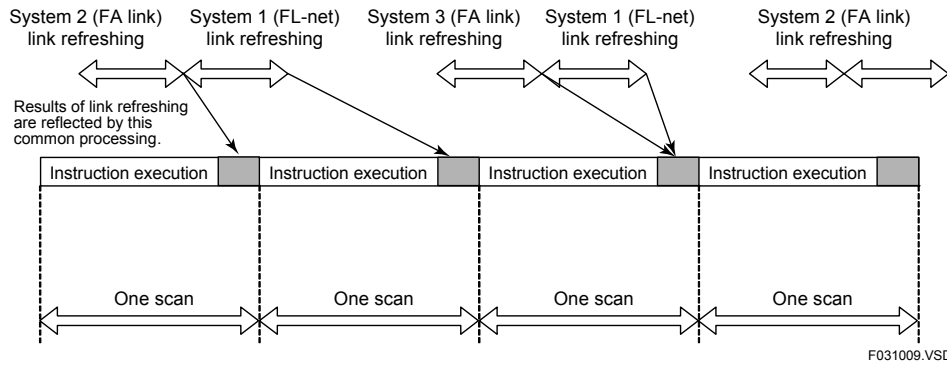 System 2 (FA link)
link refreshing
System 1 (FL-net)
link refreshing
System 3 (FA link)
link refreshing
System 1 (FL-net)
link refreshing
System 2 (FA link)
link refreshing
Results of link refreshing
are reflected by this
common processing.
Instruction execution
Instruction execution
Instruction execution
Instruction execution
One scan
One scan
One scan
One scan
F031009.VSD